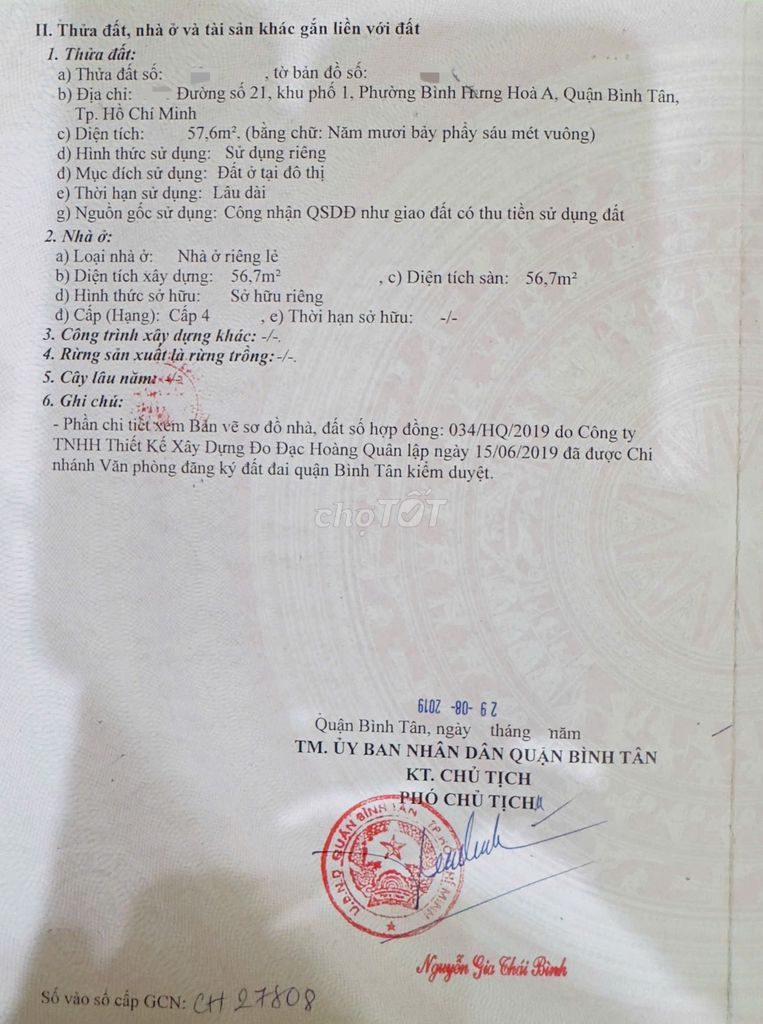 II. Thửa đất, nhà ở và tài sản khác gắn liền với đất
1. Thửa đất:
a) Thửa đất số: , tờ bản đồ số:
b) Địa chỉ: Đường số 21, khu phố 1, Phường Bình Hưng Hoà A, Quận Bình Tân,
Tp. Hồ Chí Minh
c) Diện tích: 57,6m², (bằng chữ: Năm mươi bảy phẩy sáu mét vuông)
d) Hình thức sử dụng: Sử dụng riêng
đ) Mục đích sử dụng: Đất ở tại đô thị
e) Thời hạn sử dụng: Lâu dài
g) Nguồn gốc sử dụng: Công nhận QSDĐ như giao đất có thu tiền sử dụng đất
2. Nhà ở:
a) Loại nhà ở: Nhà ở riêng lẻ
b) Diện tích xây dựng: 56,7m² , c) Diện tích sàn: 56,7m²
d) Hình thức sở hữu: Sở hữu riêng
đ) Cấp (Hạng): Cấp 4 , e) Thời hạn sở hữu: -/-
3. Công trình xây dựng khác: -/-.
4. Rừng sản xuất là rừng trồng: -/-.
5. Cây lâu năm: -/-
6. Ghi chú:
- Phần chi tiết xem Bản vẽ sơ đồ nhà, đất số hợp đồng: 034/HQ/2019 do Công ty
TNHH Thiết Kế Xây Dựng Đo Đạc Hoàng Quân lập ngày 15/06/2019 đã được Chi
nhánh Văn phòng đăng ký đất đai quận Bình Tân kiểm duyệt.
chợTỐT
29-08-2019
Quận Bình Tân, ngày tháng năm
TM. ỦY BAN NHÂN DÂN QUẬN BÌNH TÂN
KT. CHỦ TỊCH
PHÓ CHỦ TỊCH
U.B.N.D QUẬN BÌNH TÂN TP HỒ CHÍ MINH
Nguyễn Gia Thái Bình
Số vào sổ cấp GCN: CH 27808